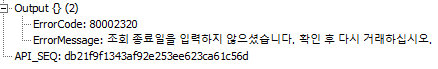 Output {} (2)
ErrorCode: 80002320
ErrorMessage: 조회 종료일을 입력하지 않으셨습니다. 확인 후 다시 거래하십시오.
API_SEQ: db21f9f1343af92e253ee623ca61c56d